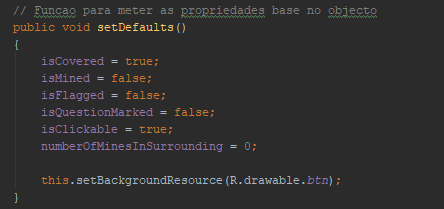 // Funcao para meter as propriedades base no objecto
public void setDefaults()
{
    isCovered = true;
    isMined = false;
    isFlagged = false;
    isQuestionMarked = false;
    isClickable = true;
    numberOfMinesInSurrounding = 0;

    this.setBackgroundResource(R.drawable.btn);
}